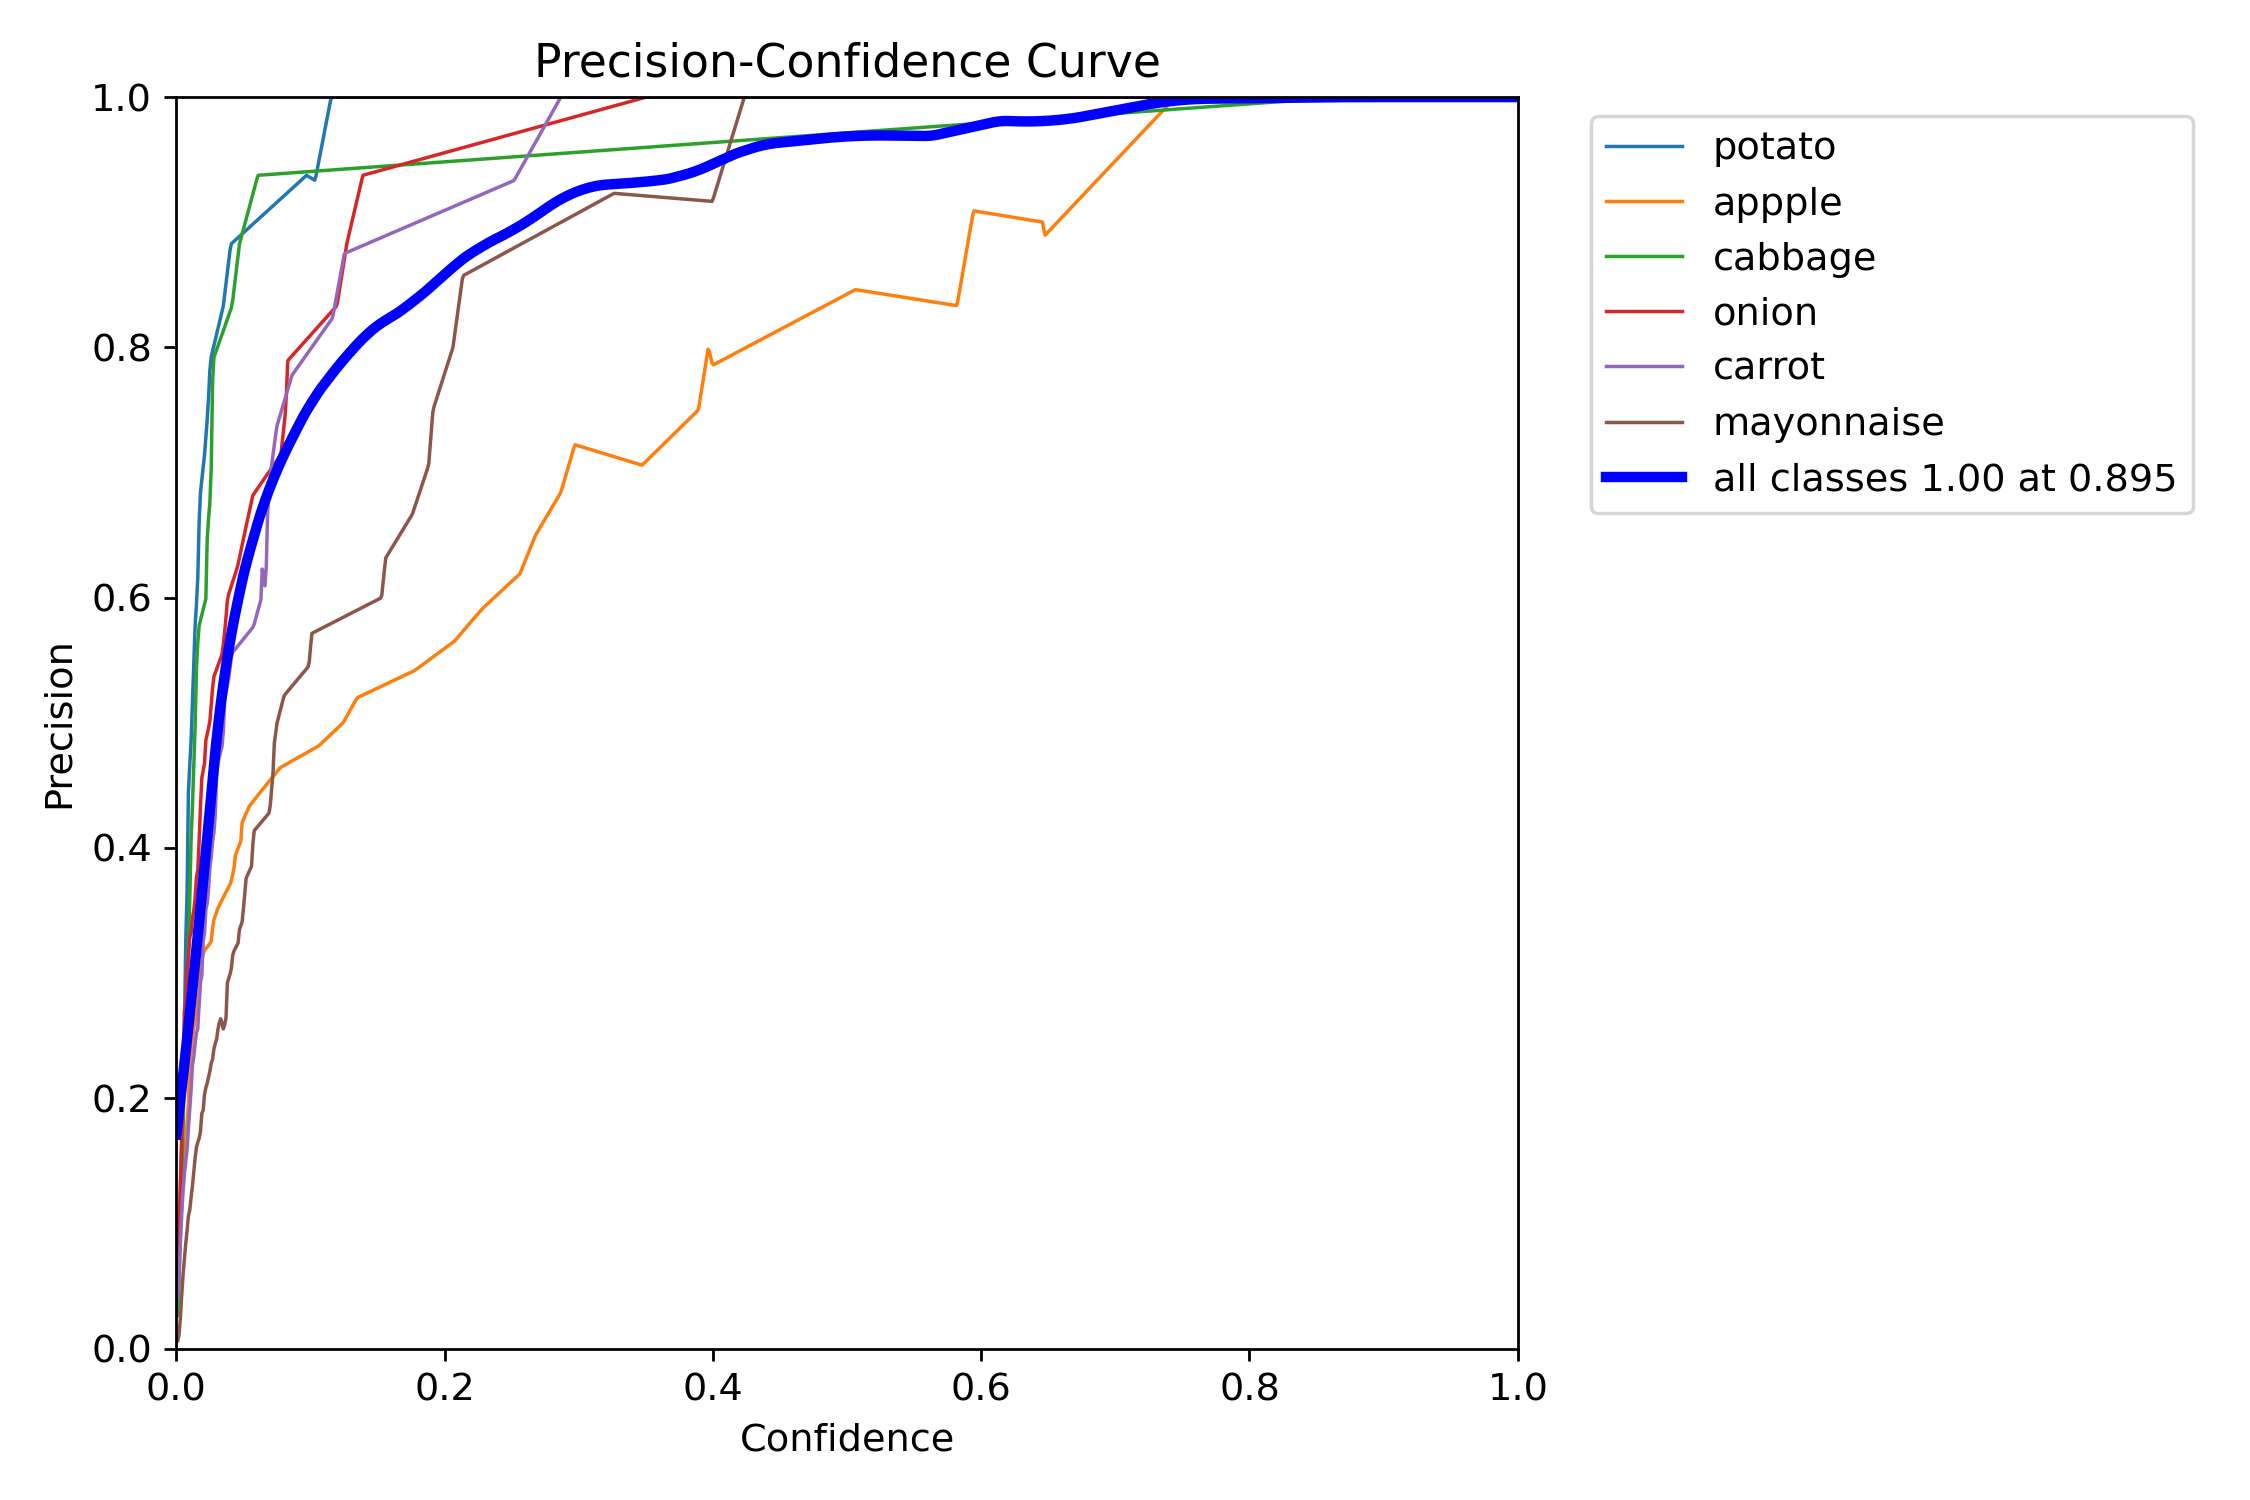 Precision-Confidence Curve
1.0
0.8
0.6
0.4
0.2
0.0
Precision
0.0 0.2 0.4 0.6 0.8 1.0
Confidence
potato
appple
cabbage
onion
carrot
mayonnaise
all classes 1.00 at 0.895